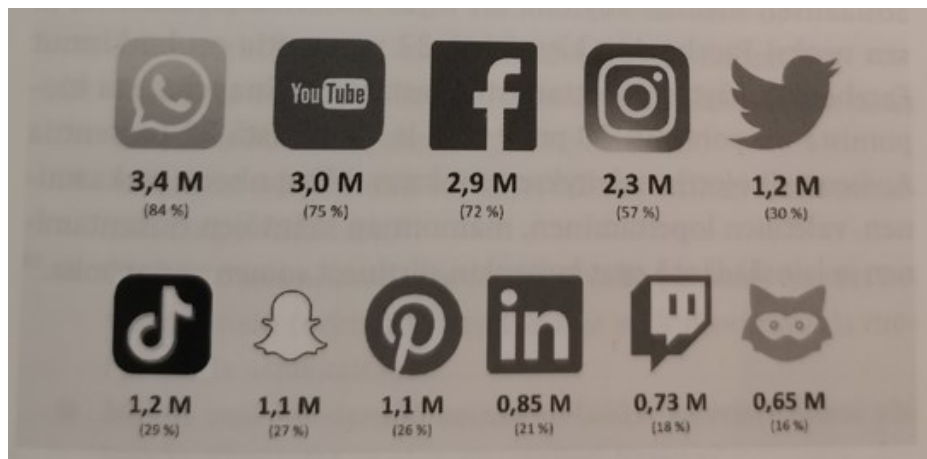 You Tube
3,4 M 3,0 M 2,9 M 2,3 M 1,2 M
(84 %) (75 %) (72 %) (57 %) (30 %)
in
1,2 M 1,1 M 1,1 M 0,85 M 0,73 M 0,65 M
(29 %) (27 %) (26 %) (21 %) (18 %) (16 %)